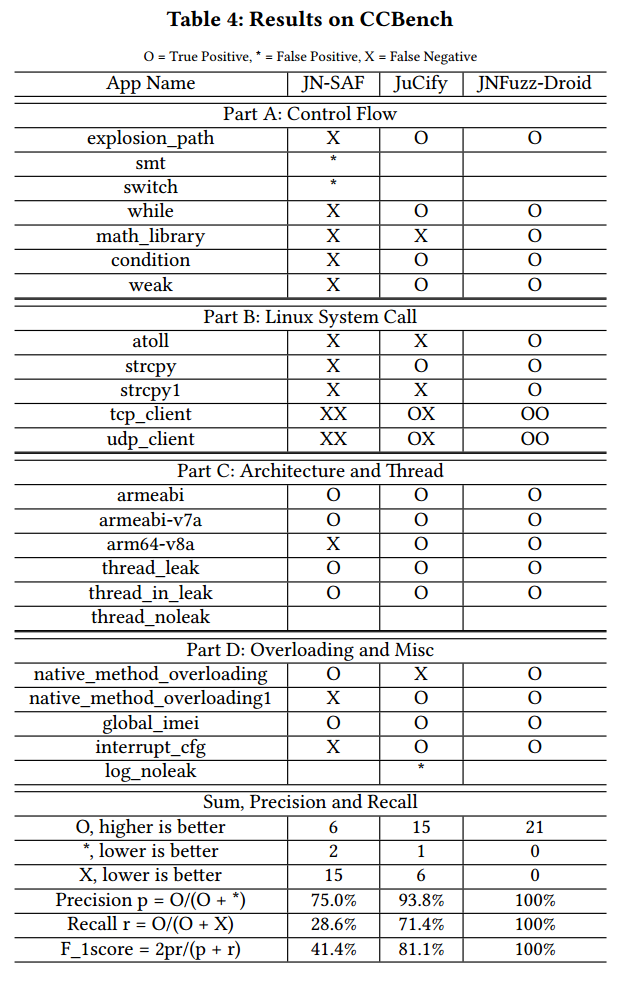 Table 4: Results on CCBench
O = True Positive, * = False Positive, X = False Negative
App Name JN-SAF JuCify JNFuzz-Droid
Part A: Control Flow
explosion_path X O O
smt *
switch *
while X O O
math_library X X O
condition X O O
weak X O O
Part B: Linux System Call
atoll X X O
strcpy X O O
strcpy1 X X O
tcp_client XX OX OO
udp_client XX OX OO
Part C: Architecture and Thread
armeabi O O O
armeabi-v7a O O O
arm64-v8a X O O
thread_leak O O O
thread_in_leak O O O
thread_noleak
Part D: Overloading and Misc
native_method_overloading O X O
native_method_overloading1 X O O
global_imei O O O
interrupt_cfg X O O
log_noleak *
Sum, Precision and Recall
O, higher is better 6 15 21
*, lower is better 2 1 0
X, lower is better 15 6 0
Precision p = O/(O + *) 75.0% 93.8% 100%
Recall r = O/(O + X) 28.6% 71.4% 100%
F_1score = 2pr/(p + r) 41.4% 81.1% 100%